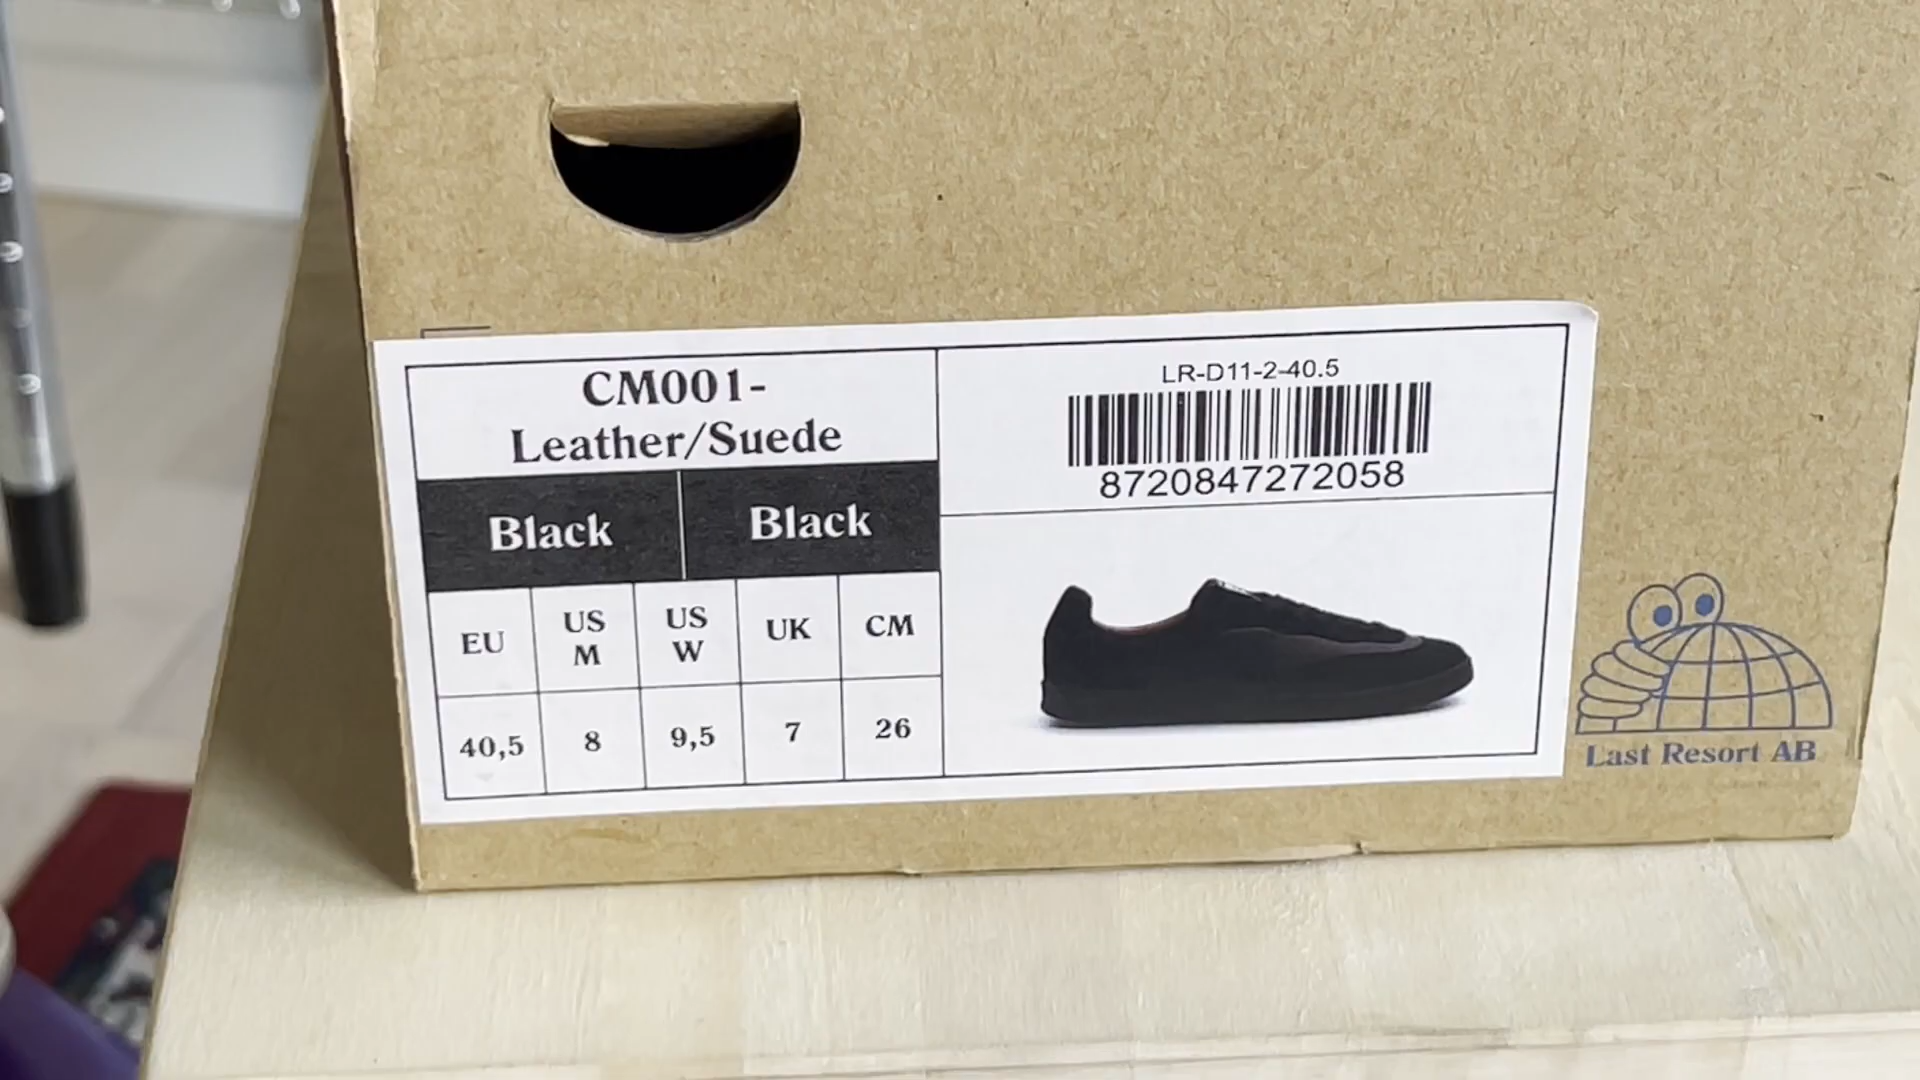 CM001-
Leather/Suede
Black Black
EU US M US W UK CM
40,5 8 9,5 7 26
LR-D11-2-40.5
8720847272058
Last Resort AB